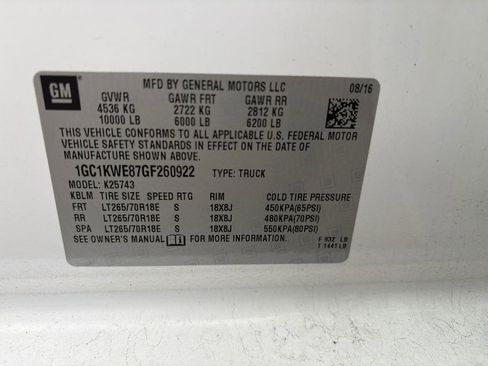 GM
MFD BY GENERAL MOTORS LLC
08/16
GVWR GAWR FRT GAWR RR
4536 KG 2722 KG 2812 KG
10000 LB 6000 LB 6200 LB
THIS VEHICLE CONFORMS TO ALL APPLICABLE U.S. FEDERAL MOTOR
VEHICLE SAFETY STANDARDS IN EFFECT ON THE DATE OF
MANUFACTURE SHOWN ABOVE.
1GC1KWE87GF260922 TYPE: TRUCK
MODEL: K25743
KBLM TIRE SIZE SPEED RTG RIM COLD TIRE PRESSURE
FRT LT265/70R18E S 18X8J 450KPA(65PSI)
RR LT265/70R18E S 18X8J 480KPA(70PSI)
SPA LT265/70R18E S 18X8J 550KPA(80PSI)
SEE OWNER'S MANUAL FOR MORE INFORMATION.
F 932 LB
T 1441 LB